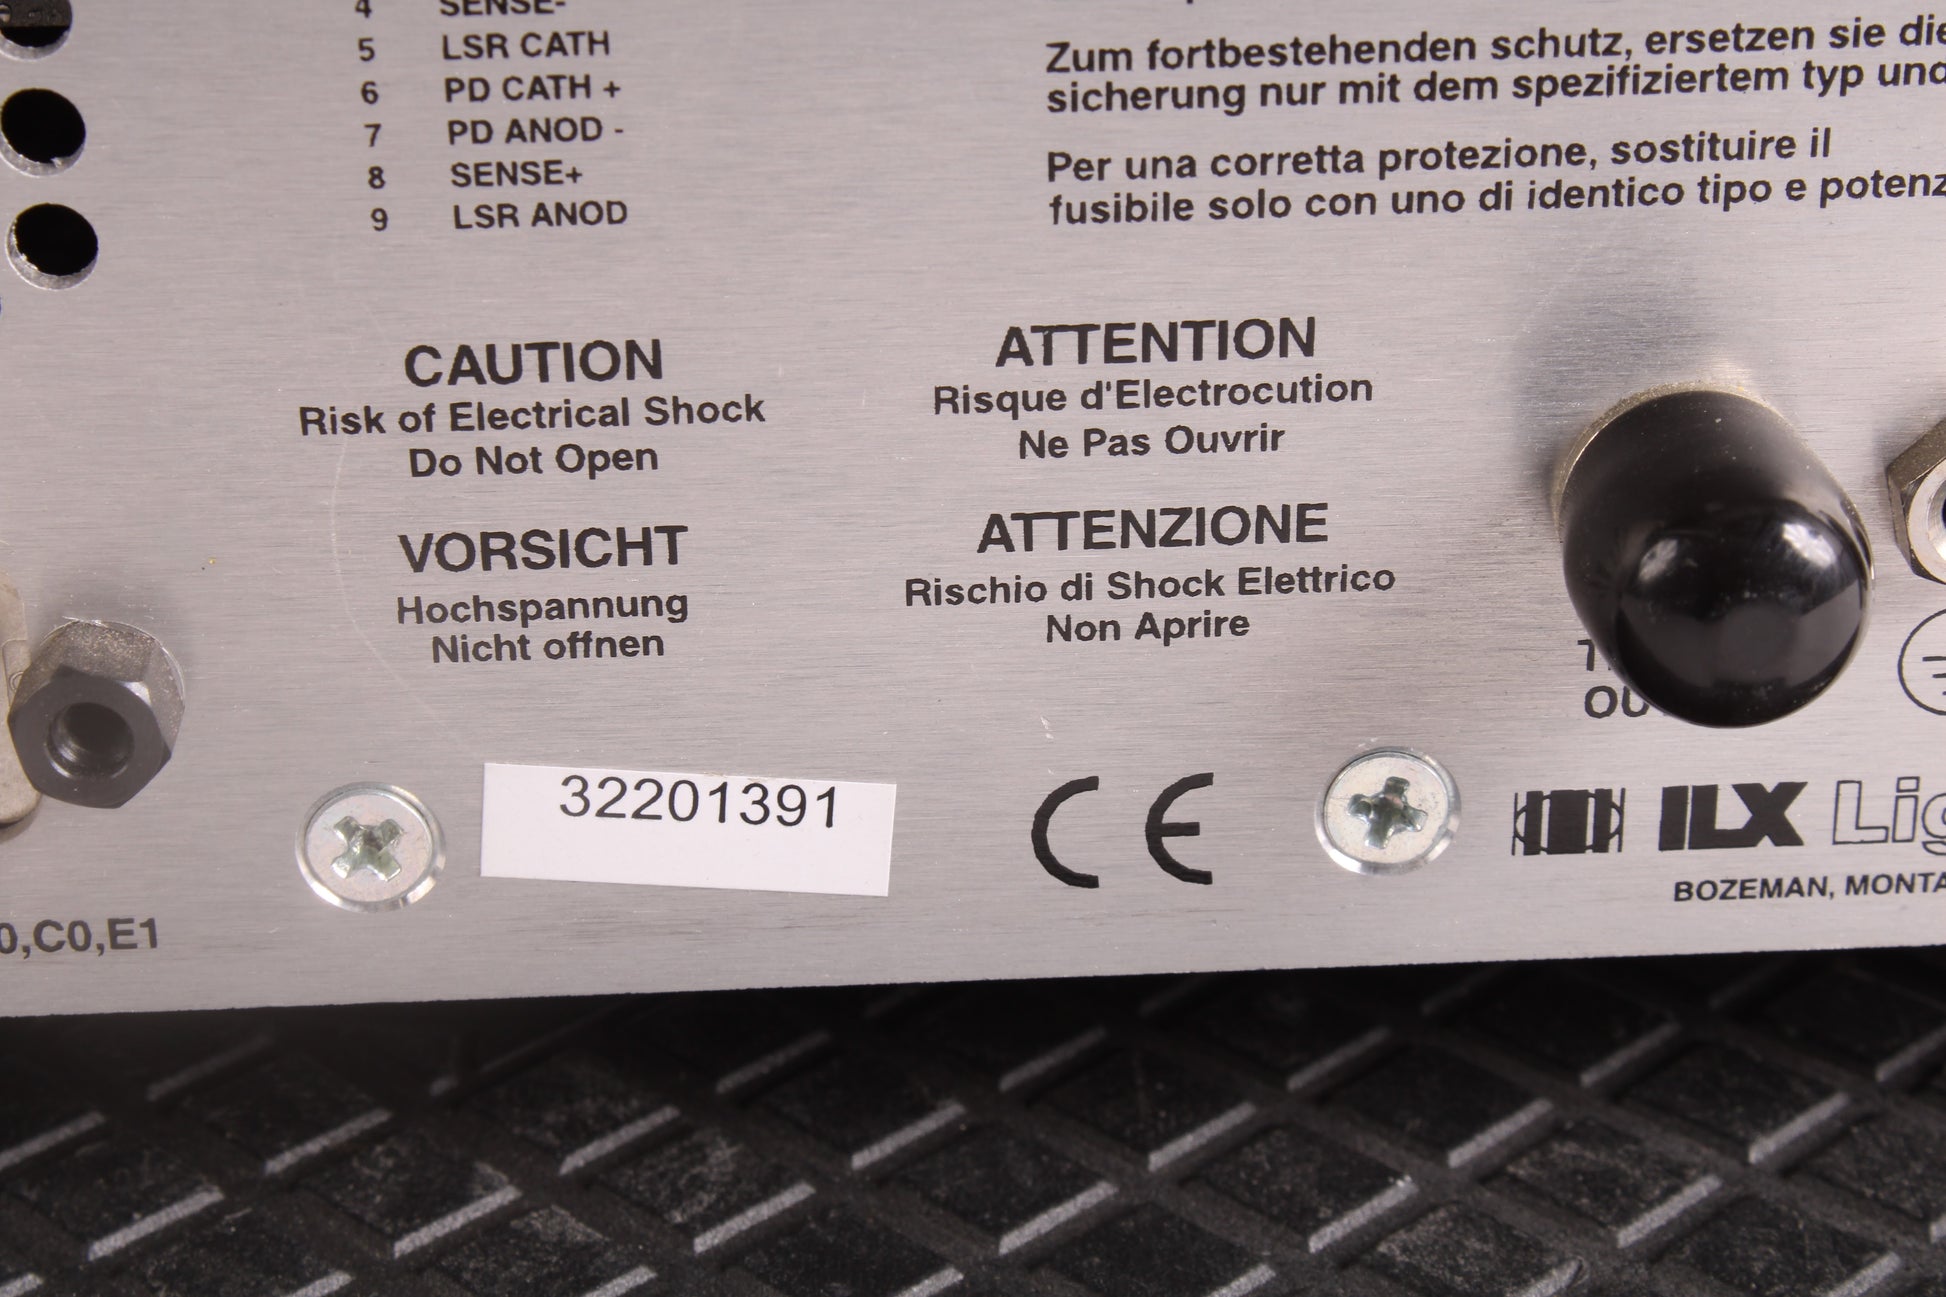 4 SENSE-
5 LSR CATH
6 PD CATH +
7 PD ANOD -
8 SENSE+
9 LSR ANOD
Zum fortbestehenden schutz, ersetzen sie die
sicherung nur mit dem spezifiziertem typ und
Per una corretta protezione, sostituire il
fusibile solo con uno di identico tipo e potenz
CAUTION
Risk of Electrical Shock
Do Not Open
ATTENTION
Risque d'Electrocution
Ne Pas Ouvrir
VORSICHT
Hochspannung
Nicht offnen
ATTENZIONE
Rischio di Shock Elettrico
Non Aprire
32201391
CE
ILX Lig
BOZEMAN, MONTA
0,C0,E1